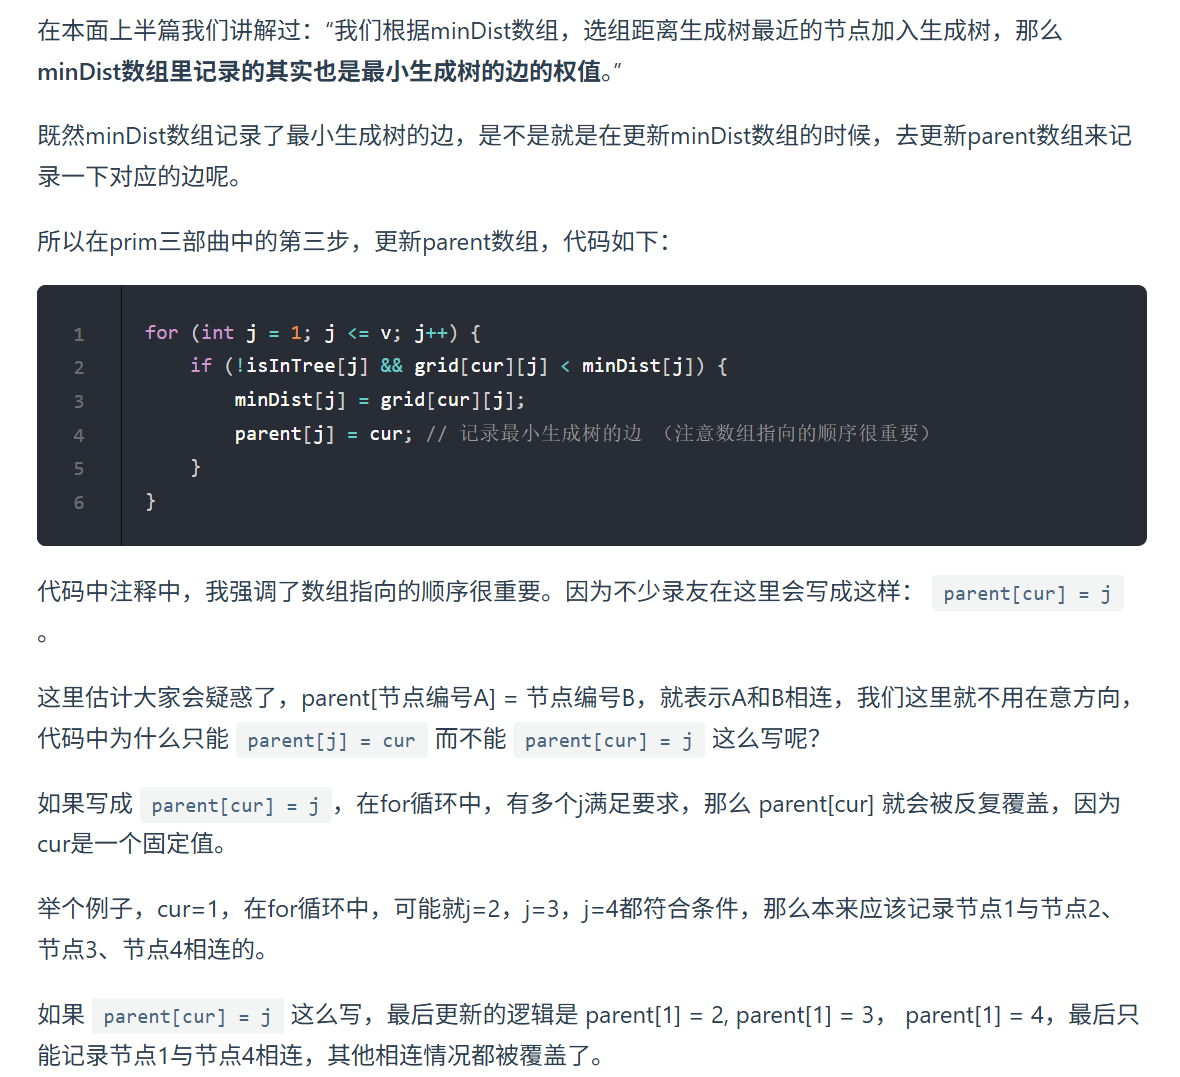 在本面上半篇我们讲解过：“我们根据minDist数组，选组距离生成树最近的节点加入生成树，那么
minDist数组里记录的其实也是最小生成树的边的权值。”
既然minDist数组记录了最小生成树的边，是不是就是在更新minDist数组的时候，去更新parent数组来记
录一下对应的边呢。
所以在prim三部曲中的第三步，更新parent数组，代码如下：
1 for (int j = 1; j <= v; j++) {
2     if (!isInTree[j] && grid[cur][j] < minDist[j]) {
3         minDist[j] = grid[cur][j];
4         parent[j] = cur; // 记录最小生成树的边 （注意数组指向的顺序很重要）
5     }
6 }
代码中注释中，我强调了数组指向的顺序很重要。因为不少录友在这里会写成这样： parent[cur] = j
。
这里估计大家会疑惑了，parent[节点编号A] = 节点编号B，就表示A和B相连，我们这里就不用在意方向，
代码中为什么只能 parent[j] = cur 而不能 parent[cur] = j 这么写呢？
如果写成 parent[cur] = j，在for循环中，有多个j满足要求，那么 parent[cur] 就会被反复覆盖，因为
cur是一个固定值。
举个例子，cur=1，在for循环中，可能就j=2，j=3，j=4都符合条件，那么本来应该记录节点1与节点2、
节点3、节点4相连的。
如果 parent[cur] = j 这么写，最后更新的逻辑是 parent[1] = 2, parent[1] = 3， parent[1] = 4，最后只
能记录节点1与节点4相连，其他相连情况都被覆盖了。